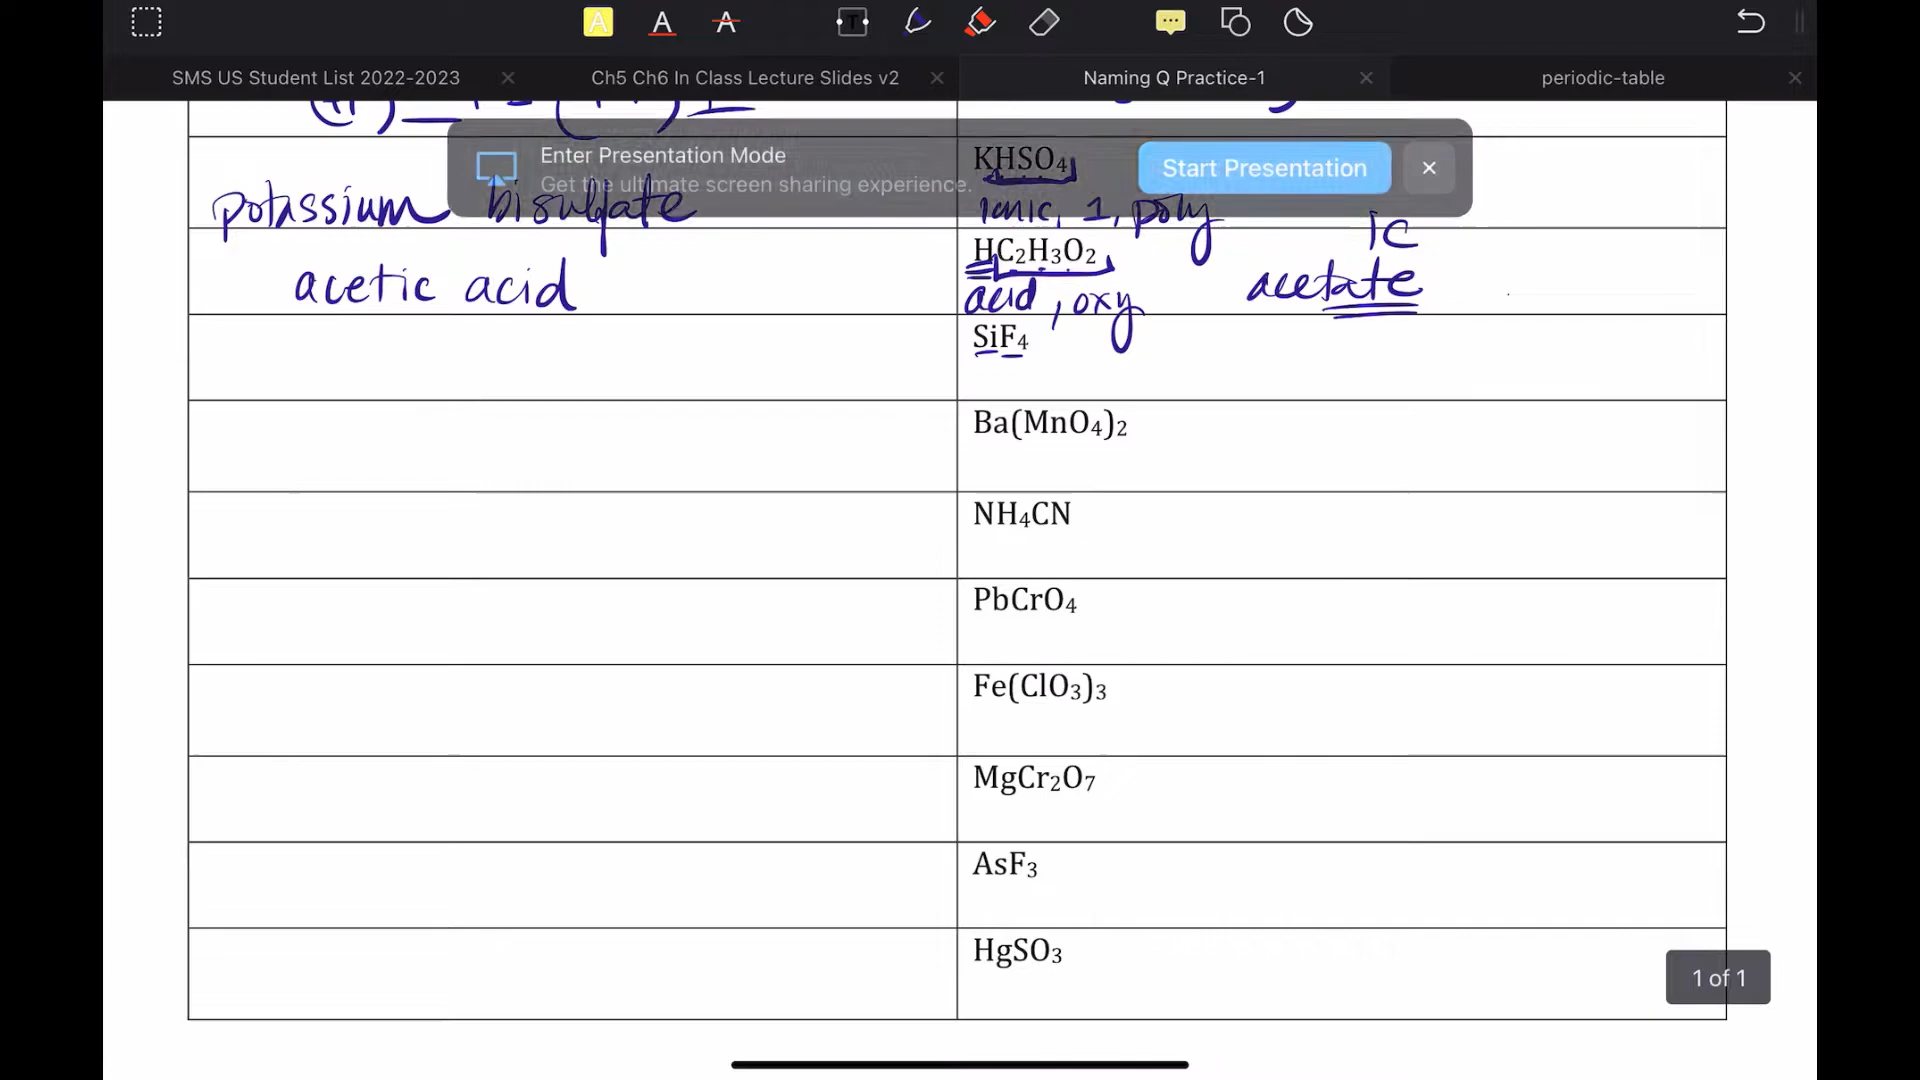 SMS US Student List 2022-2023
Ch5 Ch6 In Class Lecture Slides v2
Naming Q Practice-1
periodic-table
Enter Presentation Mode
Get the ultimate screen sharing experience.
Start Presentation
potassium bisulfate
KHSO₄
ionic, 1, poly
acetic acid
HC₂H₃O₂
acid, oxy
ic
acetate
SiF₄
Ba(MnO₄)₂
NH₄CN
PbCrO₄
Fe(ClO₃)₃
MgCr₂O₇
AsF₃
HgSO₃
1 of 1